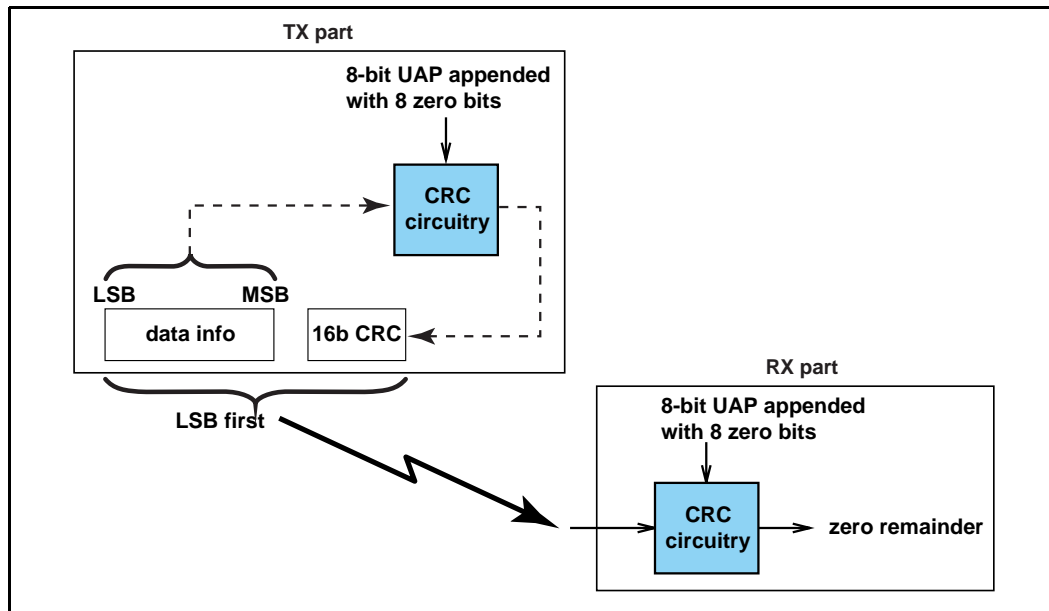 TX part
8-bit UAP appended
with 8 zero bits
CRC
circuitry
LSB
MSB
data info
16b CRC
LSB first
RX part
8-bit UAP appended
with 8 zero bits
CRC
circuitry
zero remainder